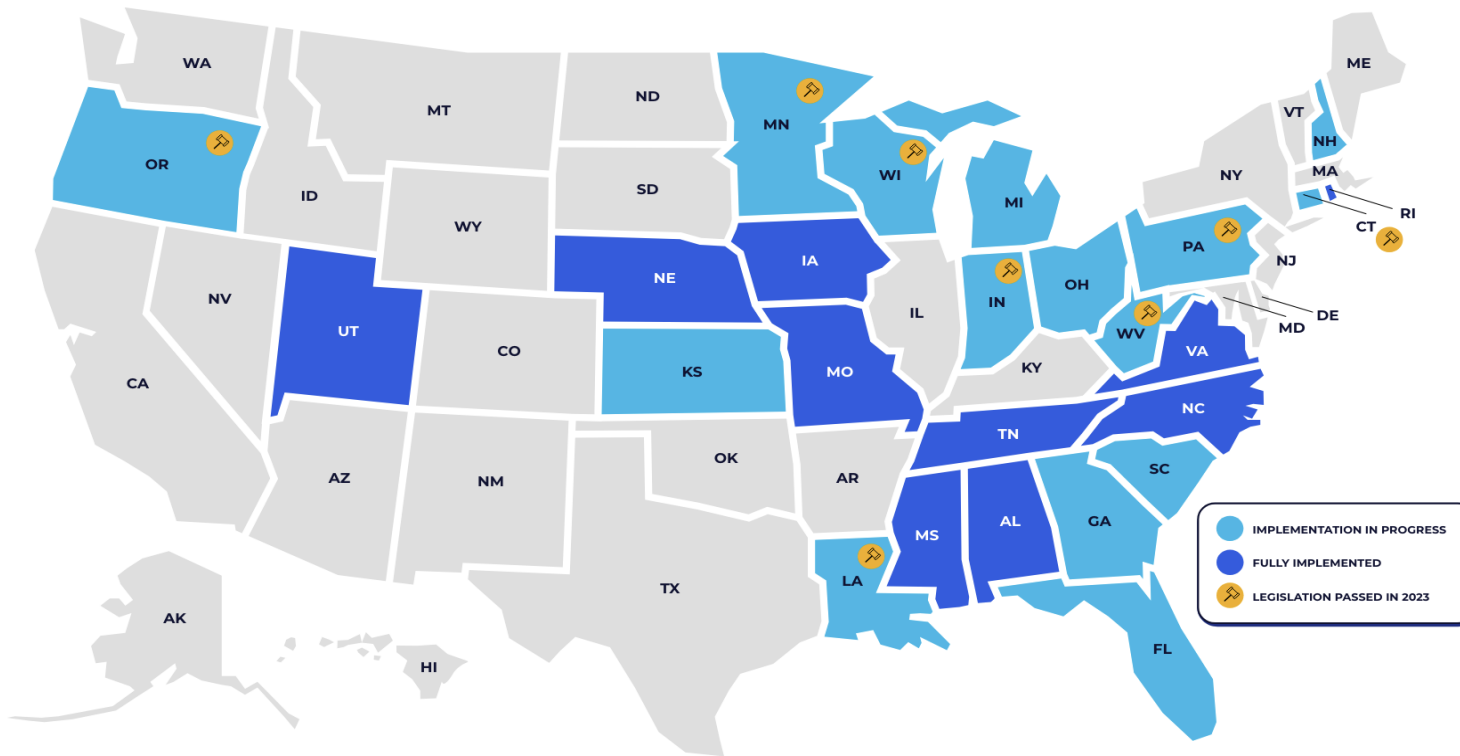 WA
MT
ND
MN
ME
VT
NH
OR
ID
SD
WI
MI
NY
MA
RI
CT
WY
NE
IA
PA
NJ
NV
UT
CO
IL
IN
OH
WV
DE
MD
CA
KS
MO
KY
VA
NC
AZ
NM
OK
AR
TN
SC
MS
AL
GA
TX
LA
FL
AK
HI
IMPLEMENTATION IN PROGRESS
FULLY IMPLEMENTED
LEGISLATION PASSED IN 2023